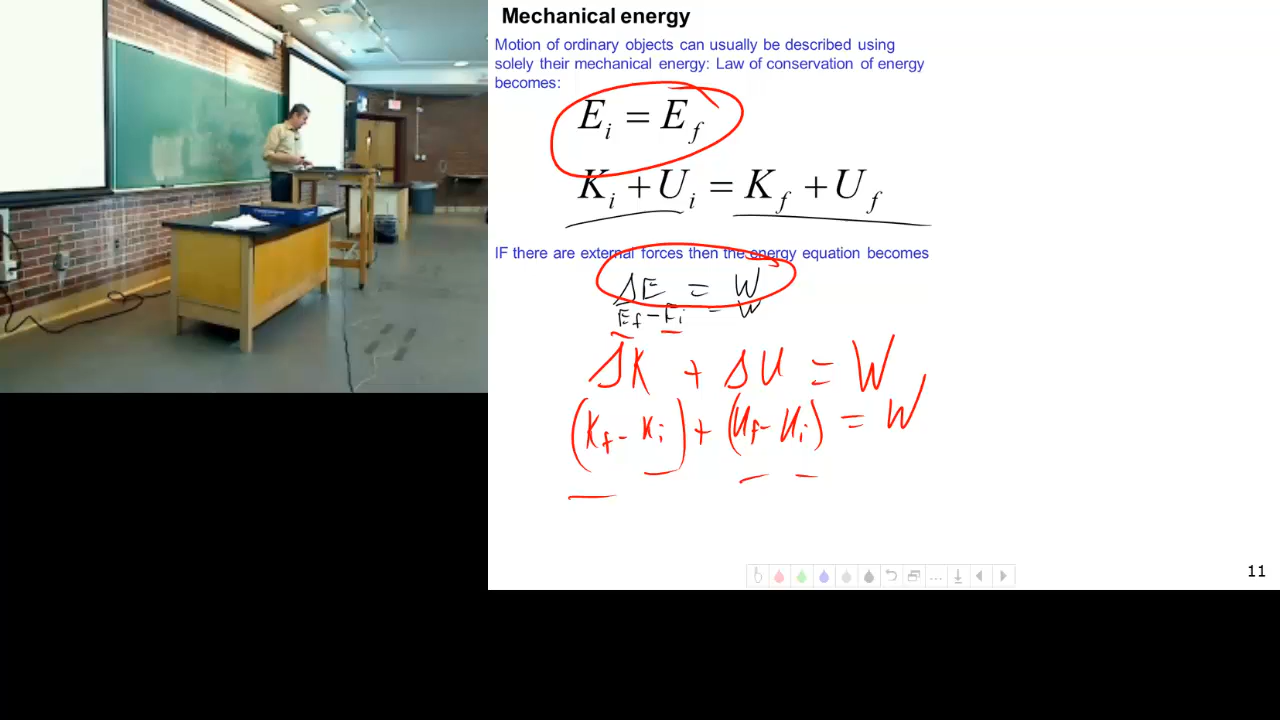 Mechanical energy
Motion of ordinary objects can usually be described using
solely their mechanical energy: Law of conservation of energy
becomes:
E_i = E_f
K_i + U_i = K_f + U_f
IF there are external forces then the energy equation becomes
ΔE = W
E_f − E_i = W
ΔK + ΔU = W
(K_f − K_i) + (U_f − U_i) = W
11